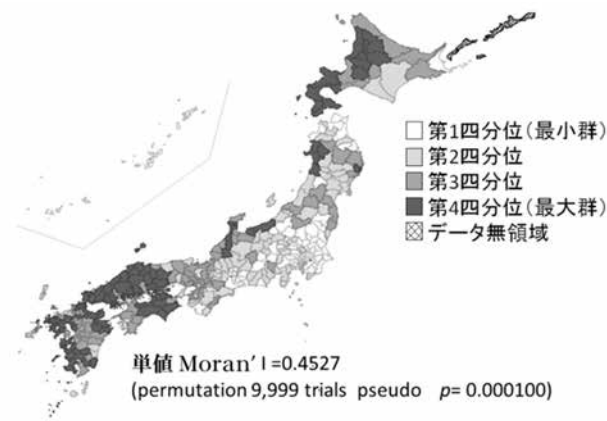 第1四分位(最小群)
第2四分位
第3四分位
第4四分位(最大群)
データ無領域
単値 Moran' I =0.4527
(permutation 9,999 trials pseudo p= 0.000100)